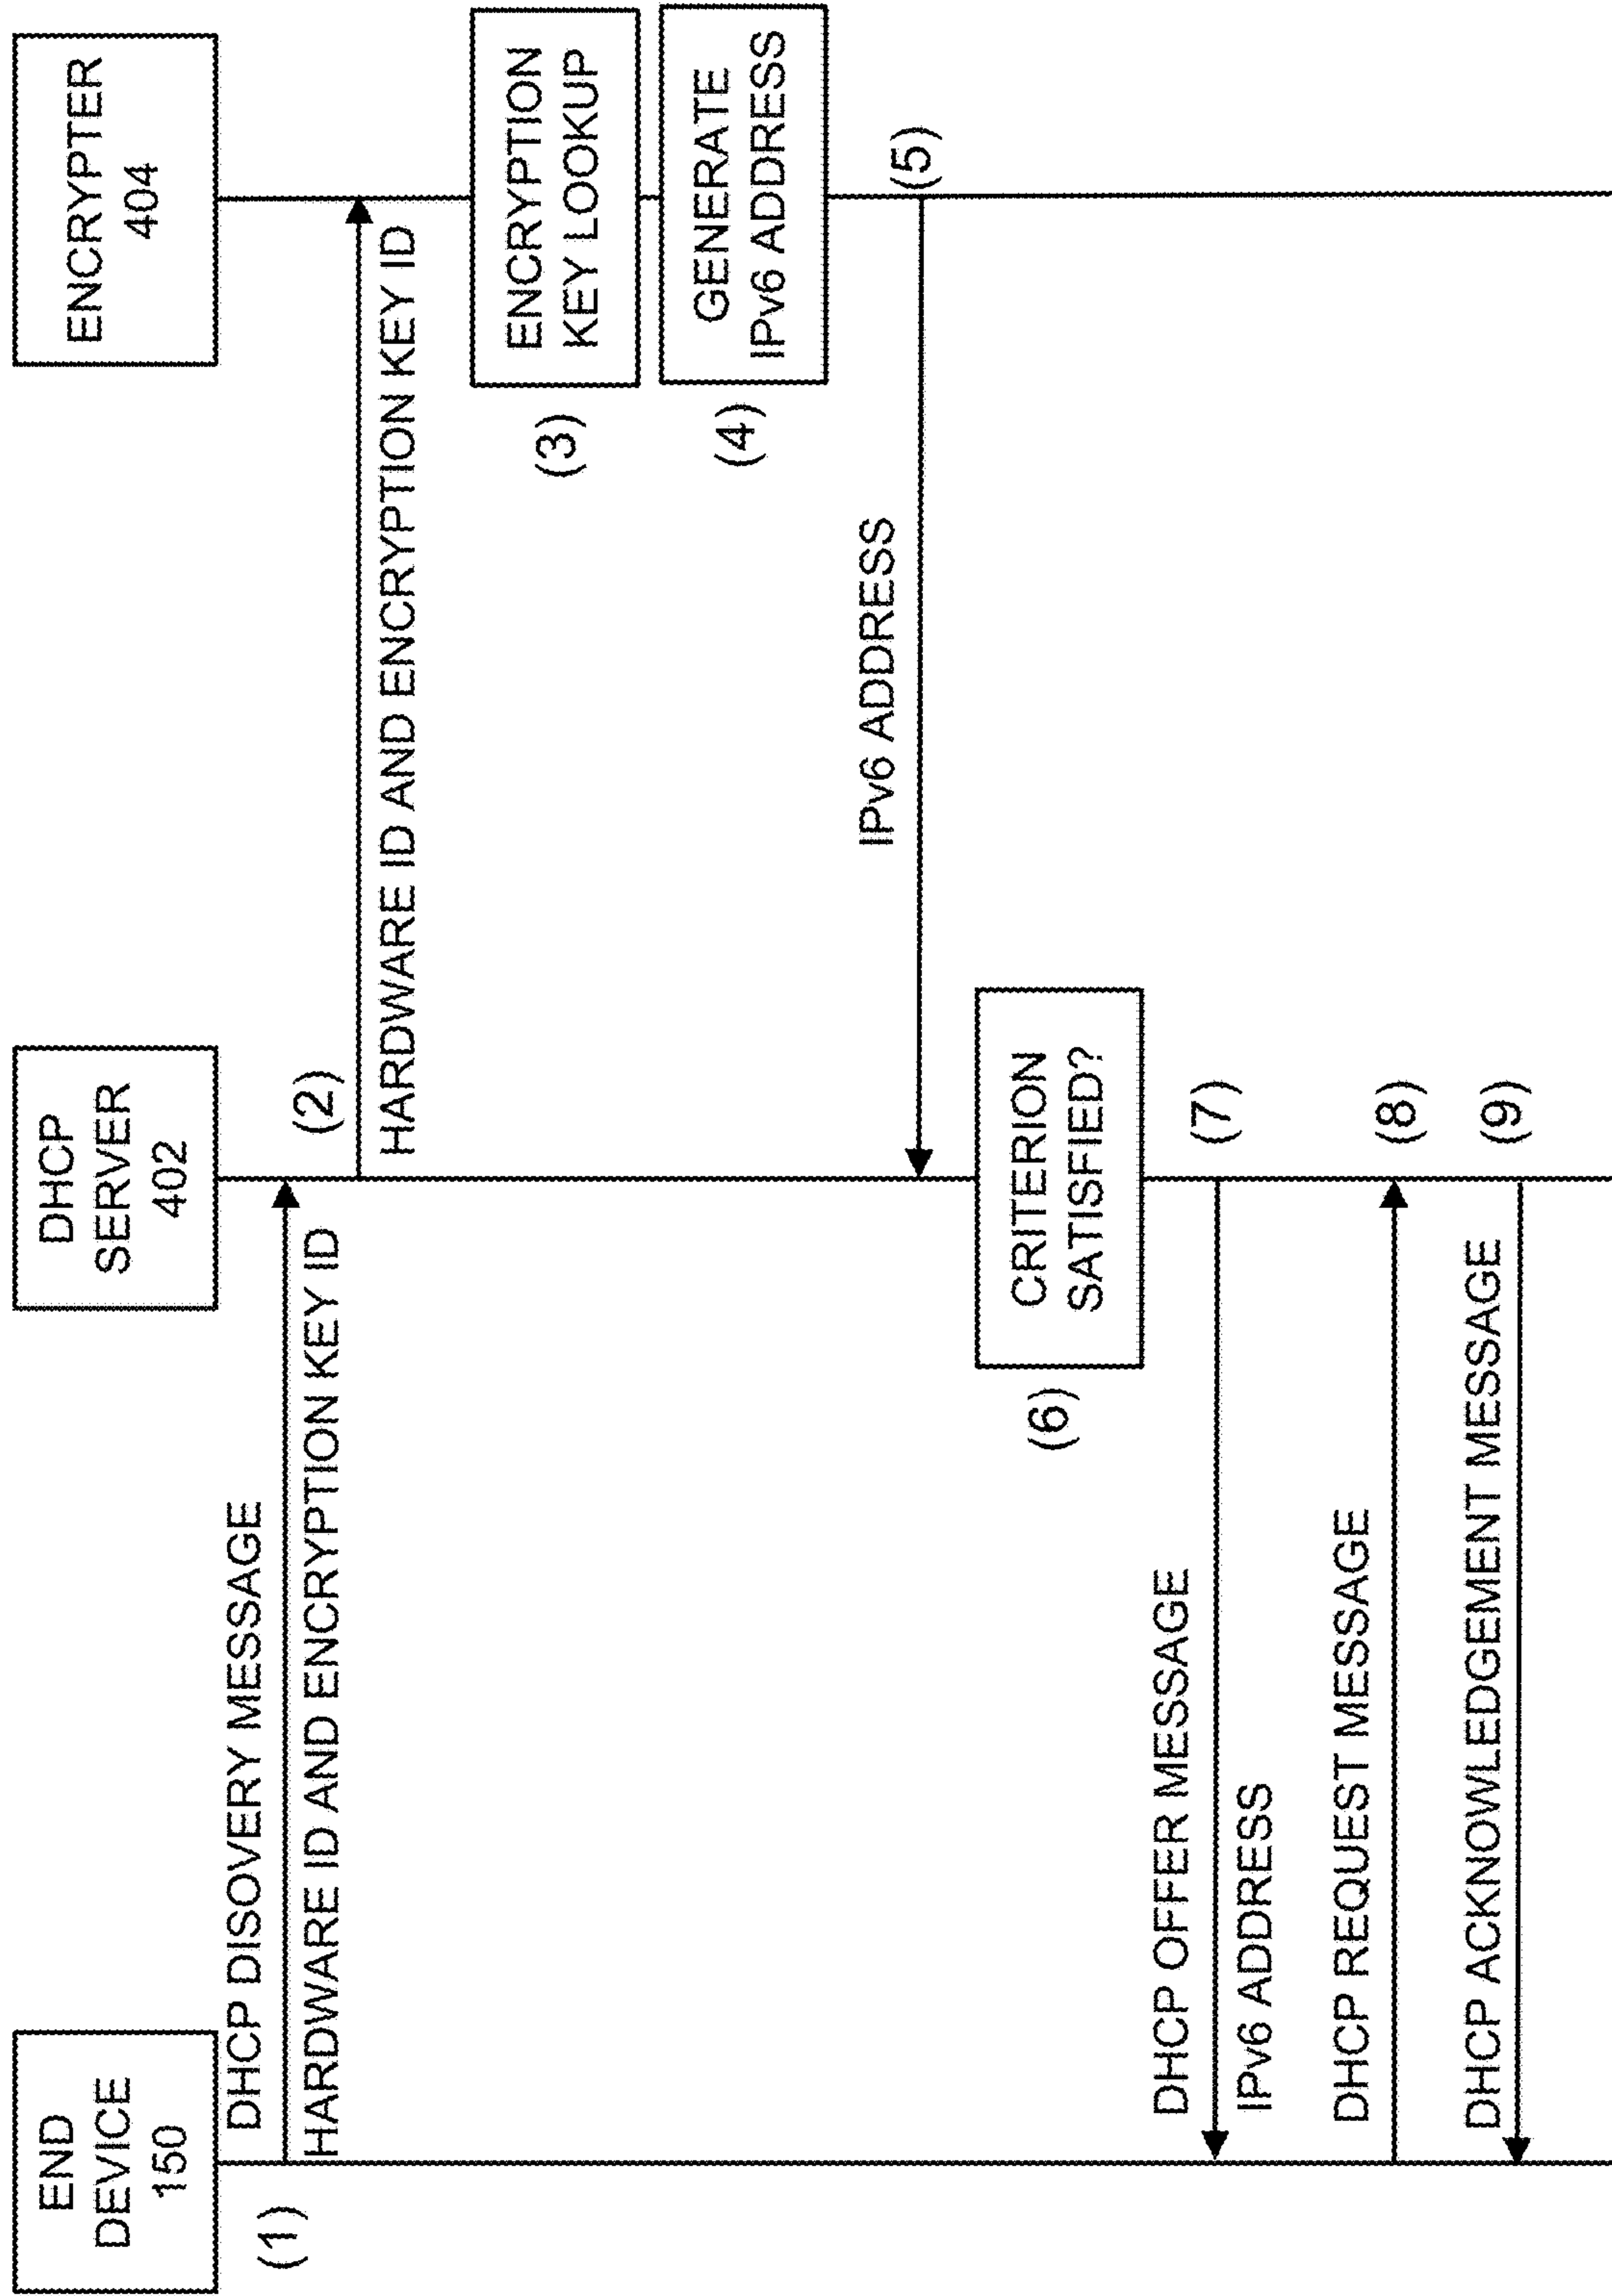 END
DEVICE
150
DHCP
SERVER
402
ENCRYPTER
404
(1)
DHCP DISOVERY MESSAGE
HARDWARE ID AND ENCRYPTION KEY ID
(2)
HARDWARE ID AND ENCRYPTION KEY ID
(3)
ENCRYPTION
KEY LOOKUP
(4)
GENERATE
IPv6 ADDRESS
IPv6 ADDRESS
(5)
(6)
CRITERION
SATISFIED?
DHCP OFFER MESSAGE
(7)
IPv6 ADDRESS
DHCP REQUEST MESSAGE
(8)
DHCP ACKNOWLEDGEMENT MESSAGE
(9)